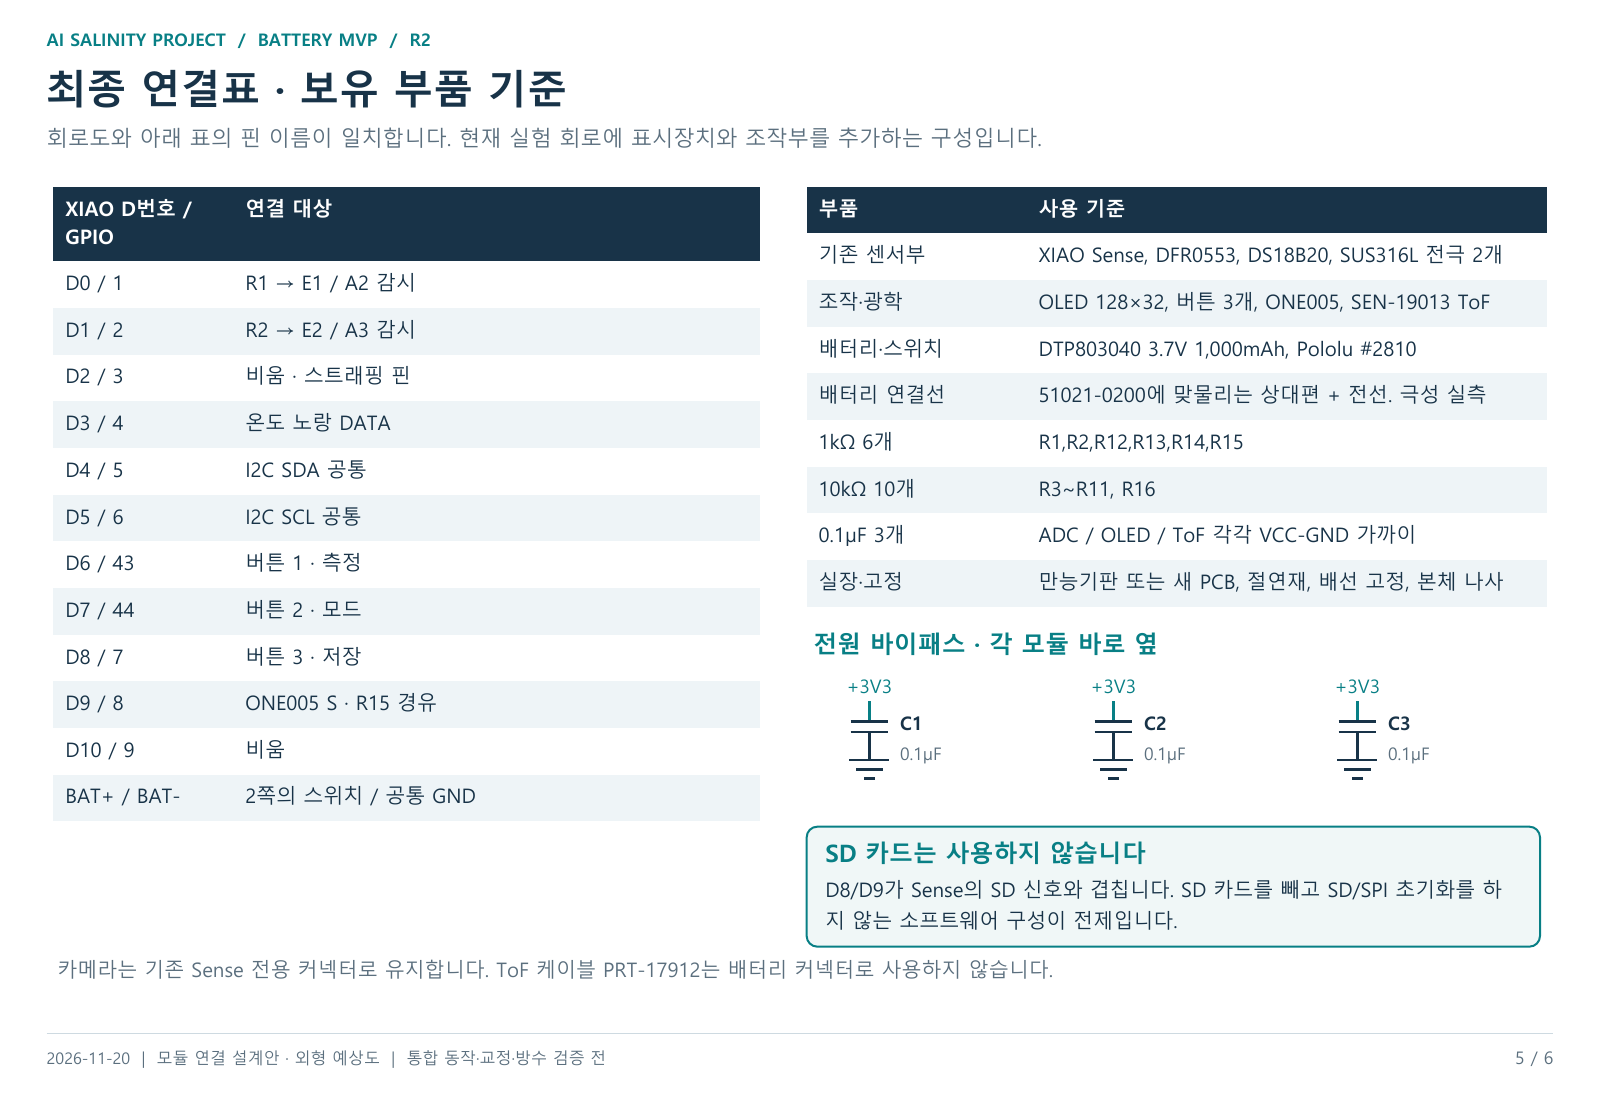 AI SALINITY PROJECT / BATTERY MVP / R2
최종 연결표 · 보유 부품 기준
회로도와 아래 표의 핀 이름이 일치합니다. 현재 실험 회로에 표시장치와 조작부를 추가하는 구성입니다.
XIAO D번호 / 연결 대상
GPIO
D0 / 1 R1 → E1 / A2 감시
D1 / 2 R2 → E2 / A3 감시
D2 / 3 비움 · 스트래핑 핀
D3 / 4 온도 노랑 DATA
D4 / 5 I2C SDA 공통
D5 / 6 I2C SCL 공통
D6 / 43 버튼 1 · 측정
D7 / 44 버튼 2 · 모드
D8 / 7 버튼 3 · 저장
D9 / 8 ONE005 S · R15 경유
D10 / 9 비움
BAT+ / BAT- 2쪽의 스위치 / 공통 GND
부품 사용 기준
기존 센서부 XIAO Sense, DFR0553, DS18B20, SUS316L 전극 2개
조작·광학 OLED 128×32, 버튼 3개, ONE005, SEN-19013 ToF
배터리·스위치 DTP803040 3.7V 1,000mAh, Pololu #2810
배터리 연결선 51021-0200에 맞물리는 상대편 + 전선. 극성 실측
1kΩ 6개 R1,R2,R12,R13,R14,R15
10kΩ 10개 R3~R11, R16
0.1µF 3개 ADC / OLED / ToF 각각 VCC-GND 가까이
실장·고정 만능기판 또는 새 PCB, 절연재, 배선 고정, 본체 나사
전원 바이패스 · 각 모듈 바로 옆
+3V3 +3V3 +3V3
C1 C2 C3
0.1µF 0.1µF 0.1µF
SD 카드는 사용하지 않습니다
D8/D9가 Sense의 SD 신호와 겹칩니다. SD 카드를 빼고 SD/SPI 초기화를 하
지 않는 소프트웨어 구성이 전제입니다.
카메라는 기존 Sense 전용 커넥터로 유지합니다. ToF 케이블 PRT-17912는 배터리 커넥터로 사용하지 않습니다.
2026-11-20 | 모듈 연결 설계안 · 외형 예상도 | 통합 동작·교정·방수 검증 전
5 / 6